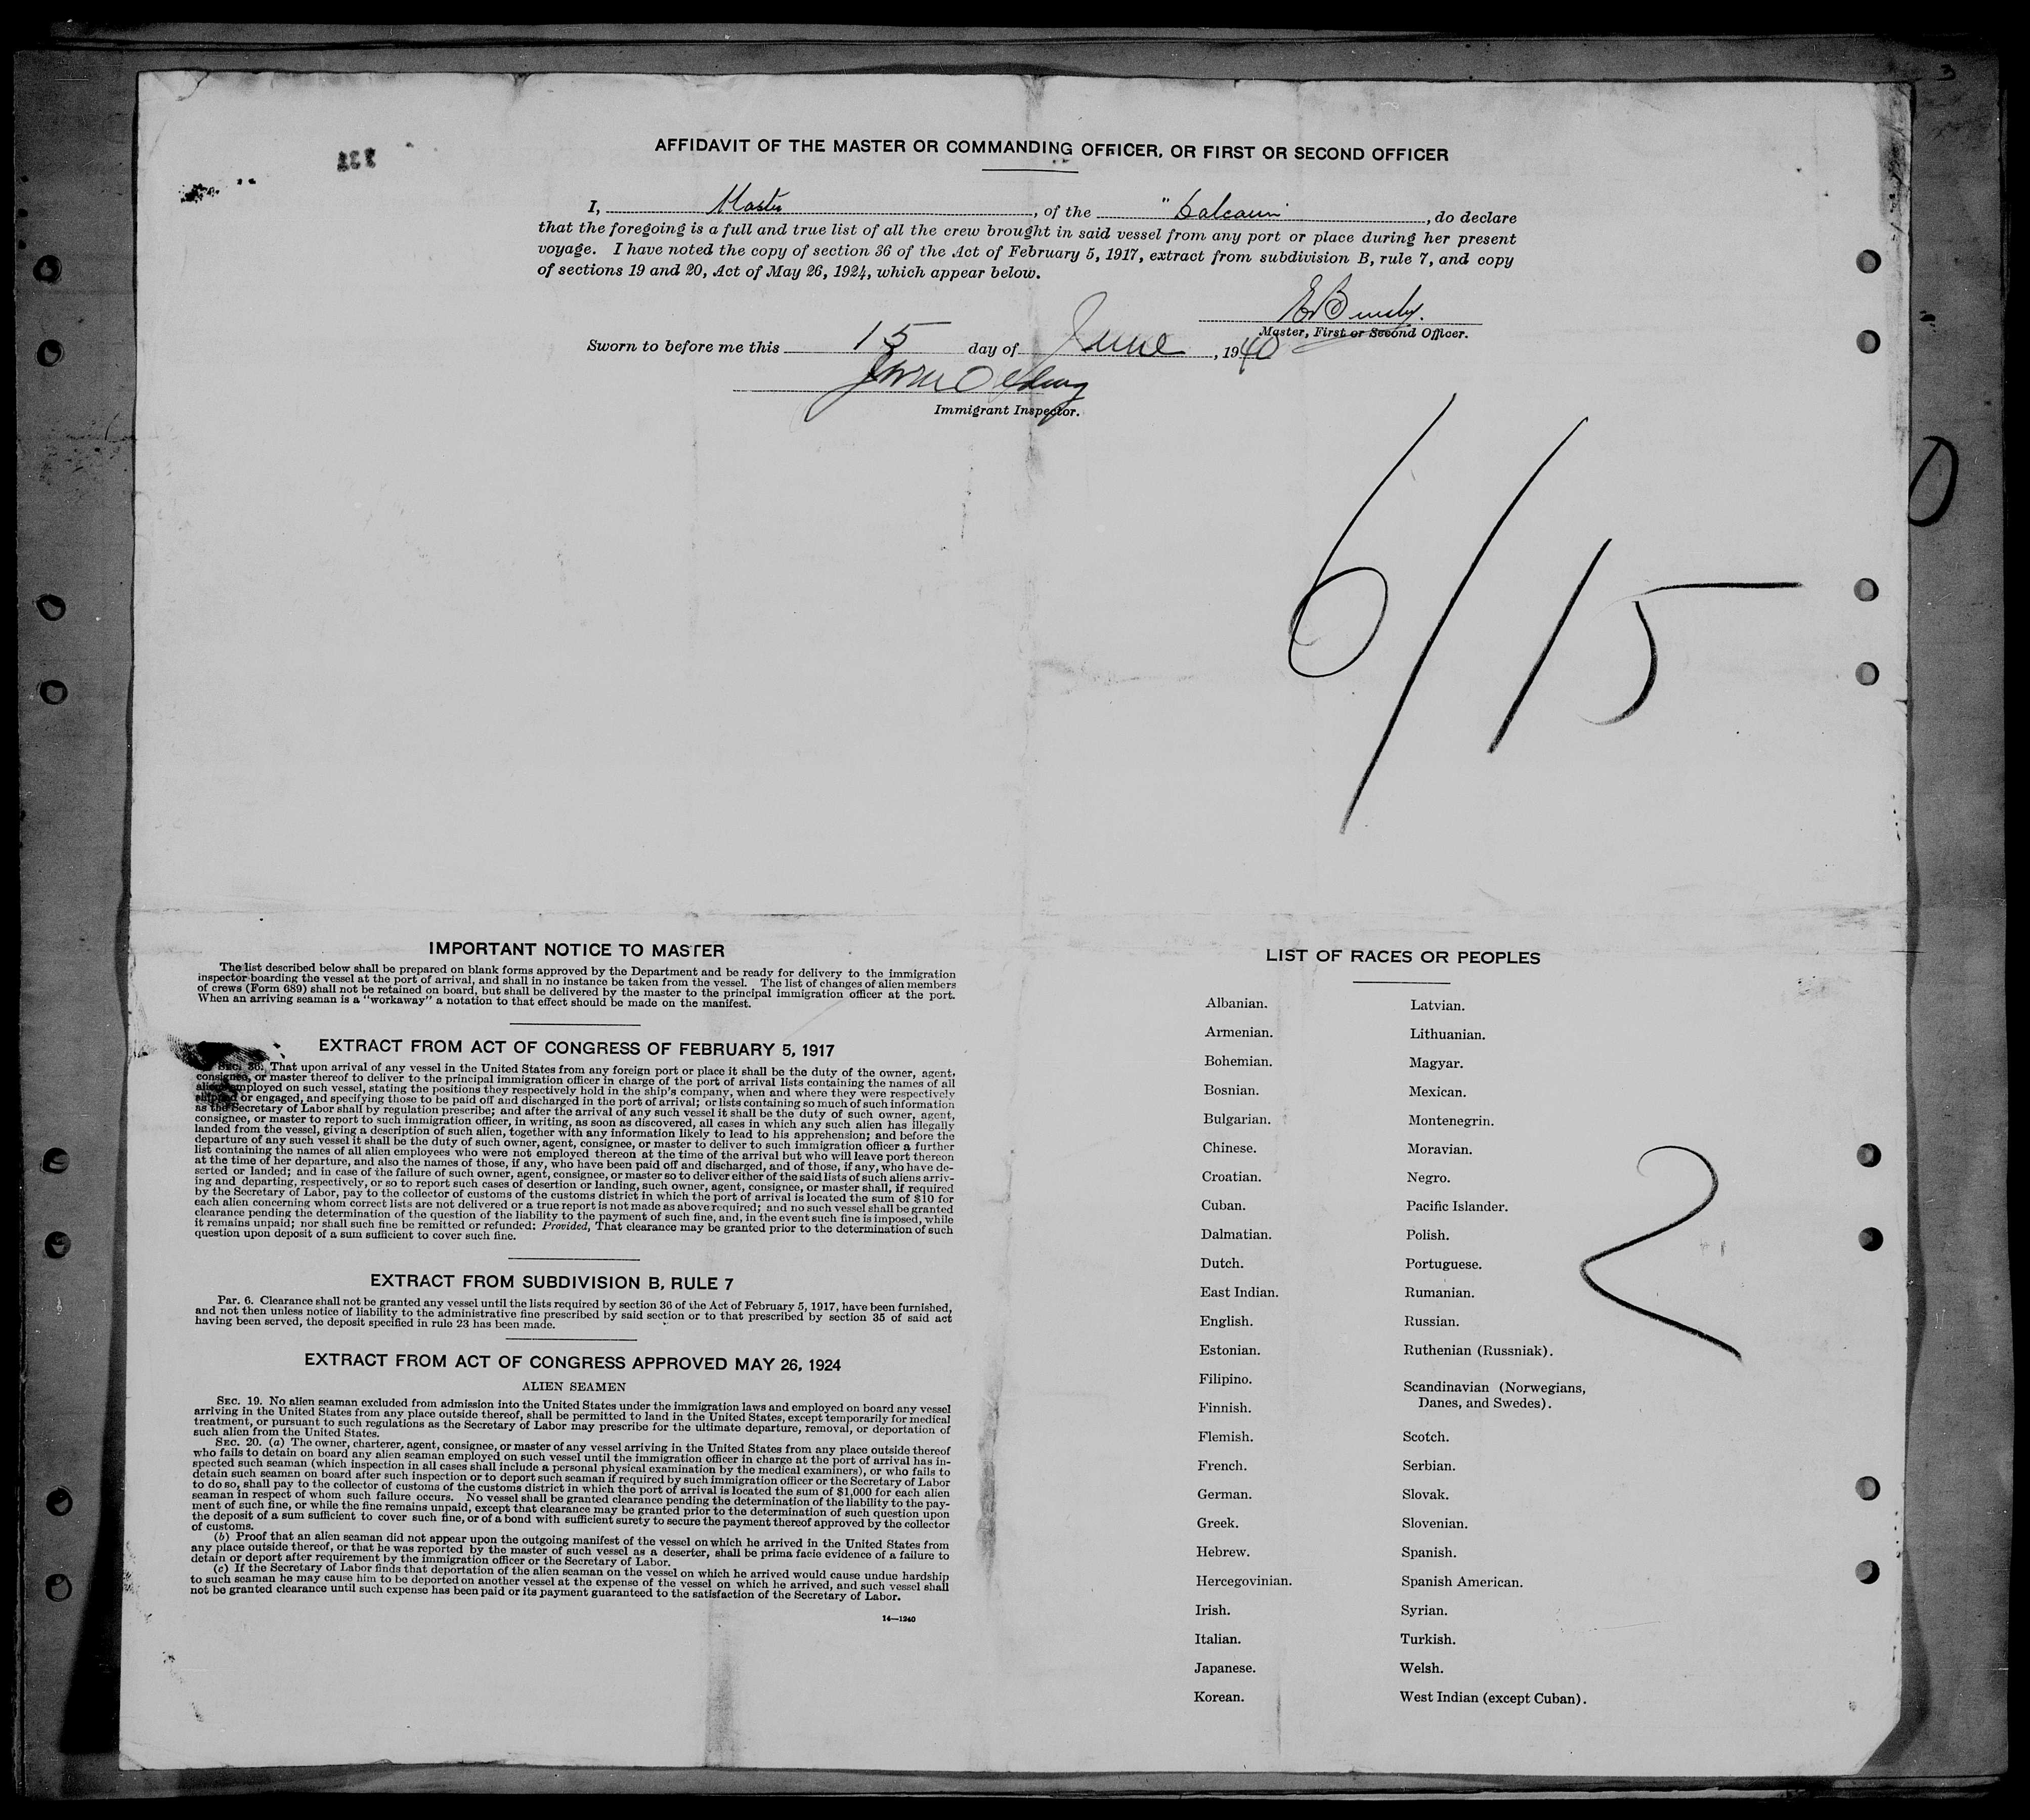 3
AFFIDAVIT OF THE MASTER OR COMMANDING OFFICER, OR FIRST OR SECOND OFFICER
I, Master, of the " , do declare
that the foregoing is a full and true list of all the crew brought in said vessel from any port or place during her present
voyage. I have noted the copy of section 36 of the Act of February 5, 1917, extract from subdivision B, rule 7, and copy
of sections 19 and 20, Act of May 26, 1924, which appear below.
Master, First or Second Officer.
Sworn to before me this 15 day of June, 1940
Immigrant Inspector.
6/15
0
IMPORTANT NOTICE TO MASTER
The list described below shall be prepared on blank forms approved by the Department and be ready for delivery to the immigration
inspector boarding the vessel at the port of arrival, and shall in no instance be taken from the vessel. The list of changes of alien members
of crews (Form 689) shall not be retained on board, but shall be delivered by the master to the principal immigration officer at the port.
When an arriving seaman is a "workaway" a notation to that effect should be made on the manifest.
EXTRACT FROM ACT OF CONGRESS OF FEBRUARY 5, 1917
SEC. 36. That upon arrival of any vessel in the United States from any foreign port or place it shall be the duty of the owner, agent,
consignee, or master thereof to deliver to the principal immigration officer in charge of the port of arrival lists containing the names of all
aliens employed on such vessel, stating the positions they respectively hold in the ship's company, when and where they were respectively
shipped or engaged, and specifying those to be paid off and discharged in the port of arrival; or lists containing so much of such information
as the Secretary of Labor shall by regulation prescribe; and after the arrival of any such vessel it shall be the duty of such owner, agent,
consignee, or master to report to such immigration officer, in writing, as soon as discovered, all cases in which any such alien has illegally
landed from the vessel, giving a description of such alien, together with any information likely to lead to his apprehension; and before the
departure of any such vessel it shall be the duty of such owner, agent, consignee, or master to deliver to such immigration officer a further
list containing the names of all alien employees who were not employed thereon at the time of the arrival but who will leave port thereon
at the time of her departure, and also the names of those, if any, who have been paid off and discharged, and of those, if any, who have de-
serted or landed; and in case of the failure of such owner, agent, consignee, or master so to deliver either of the said lists of such aliens arriv-
ing and departing, respectively, or so to report such cases of desertion or landing, such owner, agent, consignee, or master shall, if required
by the Secretary of Labor, pay to the collector of customs of the customs district in which the port of arrival is located the sum of $10 for
each alien concerning whom correct lists are not delivered or a true report is not made as above required; and no such vessel shall be granted
clearance pending the determination of the question of the liability to the payment of such fine, and, in the event such fine is imposed, while
it remains unpaid; nor shall such fine be remitted or refunded: Provided, That clearance may be granted prior to the determination of such
question upon deposit of a sum sufficient to cover such fine.
EXTRACT FROM SUBDIVISION B, RULE 7
Par. 6. Clearance shall not be granted any vessel until the lists required by section 36 of the Act of February 5, 1917, have been furnished,
and not then unless notice of liability to the administrative fine prescribed by said section or to that prescribed by section 35 of said act
having been served, the deposit specified in rule 23 has been made.
EXTRACT FROM ACT OF CONGRESS APPROVED MAY 26, 1924
ALIEN SEAMEN
SEC. 19. No alien seaman excluded from admission into the United States under the immigration laws and employed on board any vessel
arriving in the United States from any place outside thereof, shall be permitted to land in the United States, except temporarily for medical
treatment, or pursuant to such regulations as the Secretary of Labor may prescribe for the ultimate departure, removal, or deportation of
such alien from the United States.
SEC. 20. (a) The owner, charterer, agent, consignee, or master of any vessel arriving in the United States from any place outside thereof
who fails to detain on board any alien seaman employed on such vessel until the immigration officer in charge at the port of arrival has in-
spected such seaman (which inspection in all cases shall include a personal physical examination by the medical examiners), or who fails to
detain such seamen on board after such inspection or to deport such seaman if required by such immigration officer or the Secretary of Labor
to do so, shall pay to the collector of customs of the customs district in which the port of arrival is located the sum of $1,000 for each alien
seaman in respect of whom such failure occurs. No vessel shall be granted clearance pending the determination of the liability to the pay-
ment of such fine, or while the fine remains unpaid, except that clearance may be granted prior to the determination of such question upon
the deposit of a sum sufficient to cover such fine, or of a bond with sufficient surety to secure the payment thereof approved by the collector
of customs.
(b) Proof that an alien seaman did not appear upon the outgoing manifest of the vessel on which he arrived in the United States from
any place outside thereof, or that he was reported by the master of such vessel as a deserter, shall be prima facie evidence of a failure to
detain or deport after requirement by the immigration officer or the Secretary of Labor.
(c) If the Secretary of Labor finds that deportation of the alien seaman on the vessel on which he arrived would cause undue hardship
to such seaman he may cause him to be deported on another vessel at the expense of the vessel on which he arrived, and such vessel shall
not be granted clearance until such expense has been paid or its payment guaranteed to the satisfaction of the Secretary of Labor.
14—1240
LIST OF RACES OR PEOPLES
Albanian.
Armenian.
Bohemian.
Bosnian.
Bulgarian.
Chinese.
Croatian.
Cuban.
Dalmatian.
Dutch.
East Indian.
English.
Estonian.
Filipino.
Finnish.
Flemish.
French.
German.
Greek.
Hebrew.
Hercegovinian.
Irish.
Italian.
Japanese.
Korean.
Latvian.
Lithuanian.
Magyar.
Mexican.
Montenegrin.
Moravian.
Negro.
Pacific Islander.
Polish.
Portuguese.
Rumanian.
Russian.
Ruthenian (Russniak).
Scandinavian (Norwegians,
Danes, and Swedes).
Scotch.
Serbian.
Slovak.
Slovenian.
Spanish.
Spanish American.
Syrian.
Turkish.
Welsh.
West Indian (except Cuban).
2